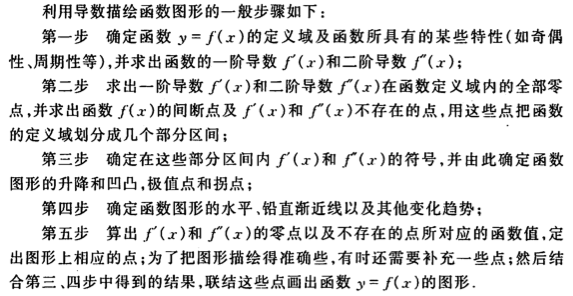 利用导数描绘函数图形的一般步骤如下：
第一步　确定函数 y = f(x)的定义域及函数所具有的某些特性(如奇偶
性、周期性等),并求出函数的一阶导数 f′(x)和二阶导数 f″(x)；
第二步　求出一阶导数 f′(x)和二阶导数 f″(x)在函数定义域内的全部零
点,并求出函数 f(x)的间断点及 f′(x)和 f″(x)不存在的点,用这些点把函数
的定义域划分成几个部分区间；
第三步　确定在这些部分区间内 f′(x)和 f″(x)的符号,并由此确定函数
图形的升降和凹凸,极值点和拐点；
第四步　确定函数图形的水平、铅直渐近线以及其他变化趋势；
第五步　算出 f′(x)和 f″(x)的零点以及不存在的点所对应的函数值,定
出图形上相应的点；为了把图形描绘得准确些,有时还需要补充一些点；然后结
合第三、四步中得到的结果,联结这些点画出函数 y = f(x)的图形.